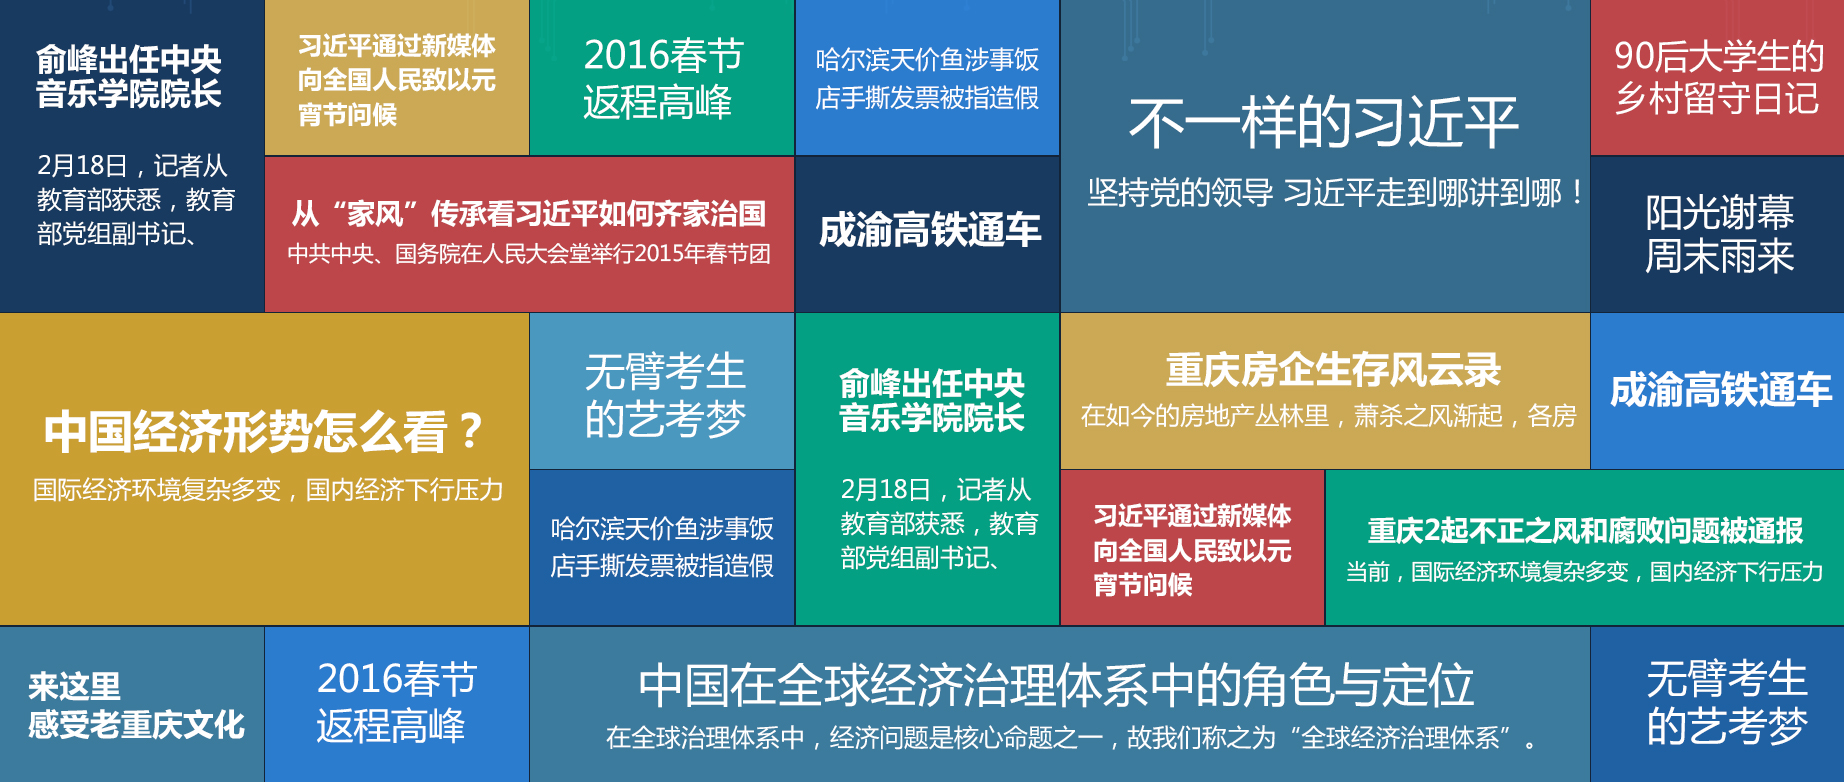 俞峰出任中央
音乐学院院长
2月18日，记者从
教育部获悉，教育
部党组副书记、
习近平通过新媒体
向全国人民致以元
宵节问候
2016春节
返程高峰
哈尔滨天价鱼涉事饭
店手撕发票被指造假
不一样的习近平
坚持党的领导 习近平走到哪讲到哪！
90后大学生的
乡村留守日记
从“家风”传承看习近平如何齐家治国
中共中央、国务院在人民大会堂举行2015年春节团
成渝高铁通车
阳光谢幕
周末雨来
中国经济形势怎么看？
国际经济环境复杂多变，国内经济下行压力
无臂考生
的艺考梦
哈尔滨天价鱼涉事饭
店手撕发票被指造假
俞峰出任中央
音乐学院院长
2月18日，记者从
教育部获悉，教育
部党组副书记、
重庆房企生存风云录
在如今的房地产丛林里，萧杀之风渐起，各房
成渝高铁通车
习近平通过新媒体
向全国人民致以元
宵节问候
重庆2起不正之风和腐败问题被通报
当前，国际经济环境复杂多变，国内经济下行压力
来这里
感受老重庆文化
2016春节
返程高峰
中国在全球经济治理体系中的角色与定位
在全球治理体系中，经济问题是核心命题之一，故我们称之为“全球经济治理体系”。
无臂考生
的艺考梦